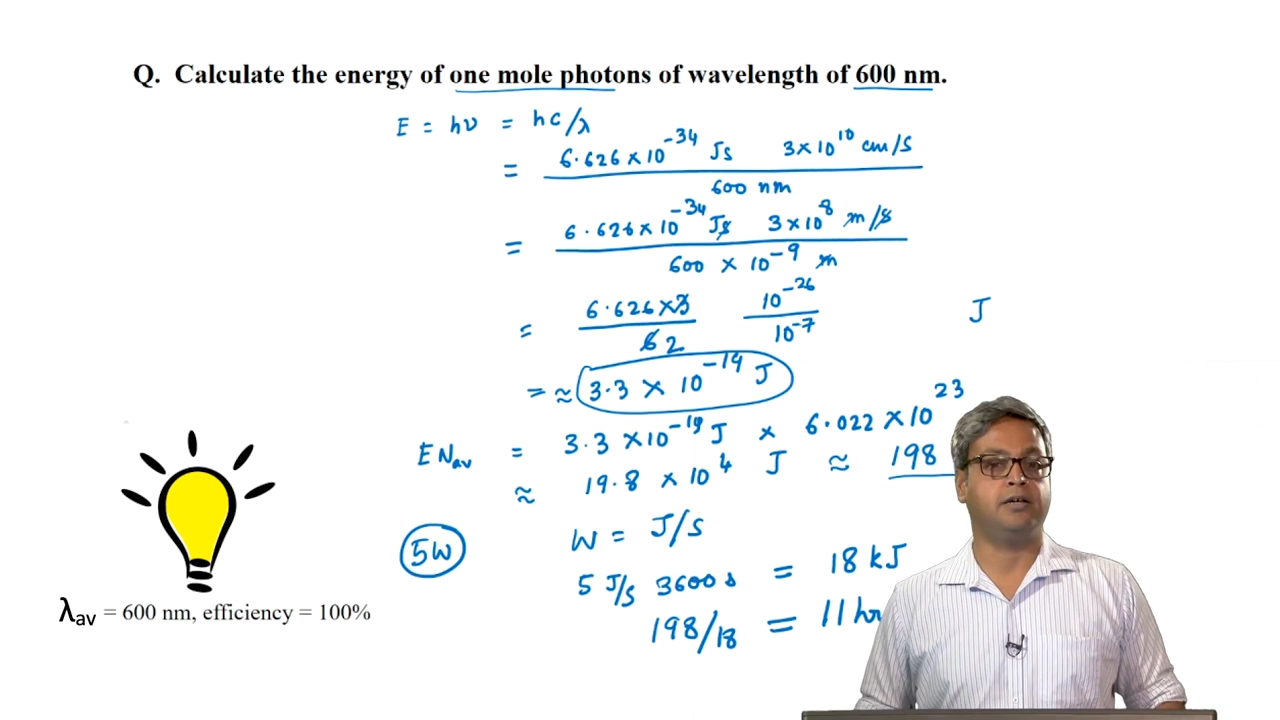 Q. Calculate the energy of one mole photons of wavelength of 600 nm.
E = hν = hc/λ
= 6.626 × 10^-34 Js 3×10^10 cm/s
600 nm
= 6.626 × 10^-34 Js 3×10^8 m/s
600 × 10^-9 m
= 6.626 × 3 10^-26 J
6 2 10^-7
= ≈ 3.3 × 10^-19 J
E Nav = 3.3 × 10^-19 J × 6.022 × 10^23
≈ 19.8 × 10^4 J ≈ 198
5W W = J/s
5 J/s 3600 s = 18 kJ
198/18 = 11 hr
λav = 600 nm, efficiency = 100%